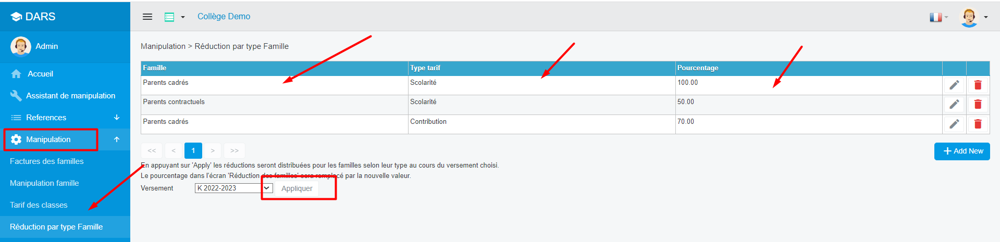 DARS
Collège Demo
Admin
Accueil
Assistant de manipulation
References
Manipulation
Factures des familles
Manipulation famille
Tarif des classes
Réduction par type Famille
Manipulation > Réduction par type Famille
Famille Type tarif Pourcentage
Parents cadrés Scolarité 100.00
Parents contractuels Scolarité 50.00
Parents cadrés Contribution 70.00
<< < 1 > >>
Add New
En appuyant sur 'Apply' les réductions seront distribuées pour les familles selon leur type au cours du versement choisi.
Le pourcentage dans l'écran 'Réduction des familles' sera remplacé par la nouvelle valeur.
Versement K 2022-2023 Appliquer